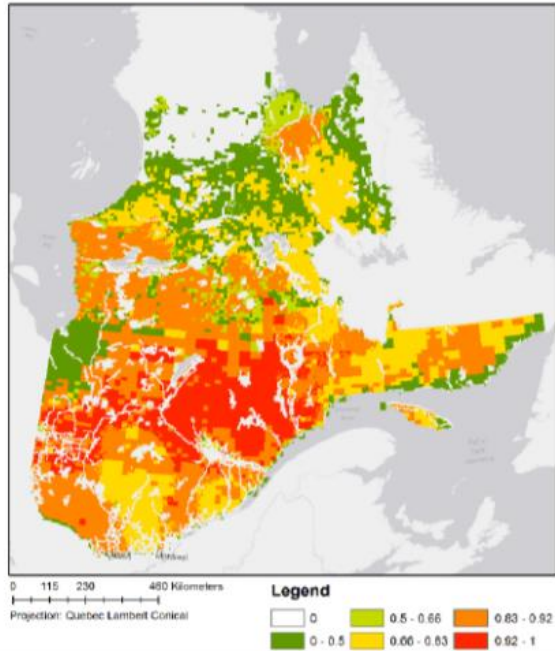 0 115 230 460 Kilometers
Projection: Quebec Lambert Conical
Legend
0 0.5 - 0.66 0.83 - 0.92
0 - 0.5 0.66 - 0.83 0.92 - 1